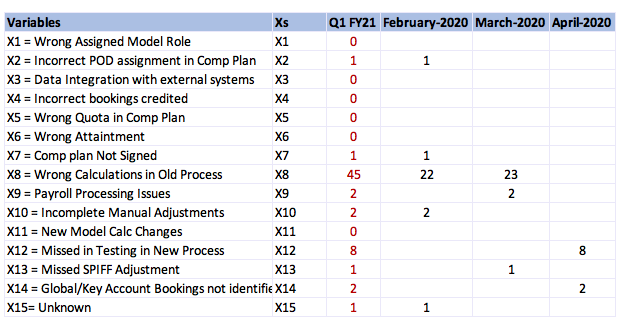 Variables Xs Q1 FY21 February-2020 March-2020 April-2020
X1 = Wrong Assigned Model Role X1 0
X2 = Incorrect POD assignment in Comp Plan X2 1 1
X3 = Data Integration with external systems X3 0
X4 = Incorrect bookings credited X4 0
X5 = Wrong Quota in Comp Plan X5 0
X6 = Wrong Attaintment X6 0
X7 = Comp plan Not Signed X7 1 1
X8 = Wrong Calculations in Old Process X8 45 22 23
X9 = Payroll Processing Issues X9 2 2
X10 = Incomplete Manual Adjustments X10 2 2
X11 = New Model Calc Changes X11 0
X12 = Missed in Testing in New Process X12 8 8
X13 = Missed SPIFF Adjustment X13 1 1
X14 = Global/Key Account Bookings not identifie X14 2 2
X15= Unknown X15 1 1